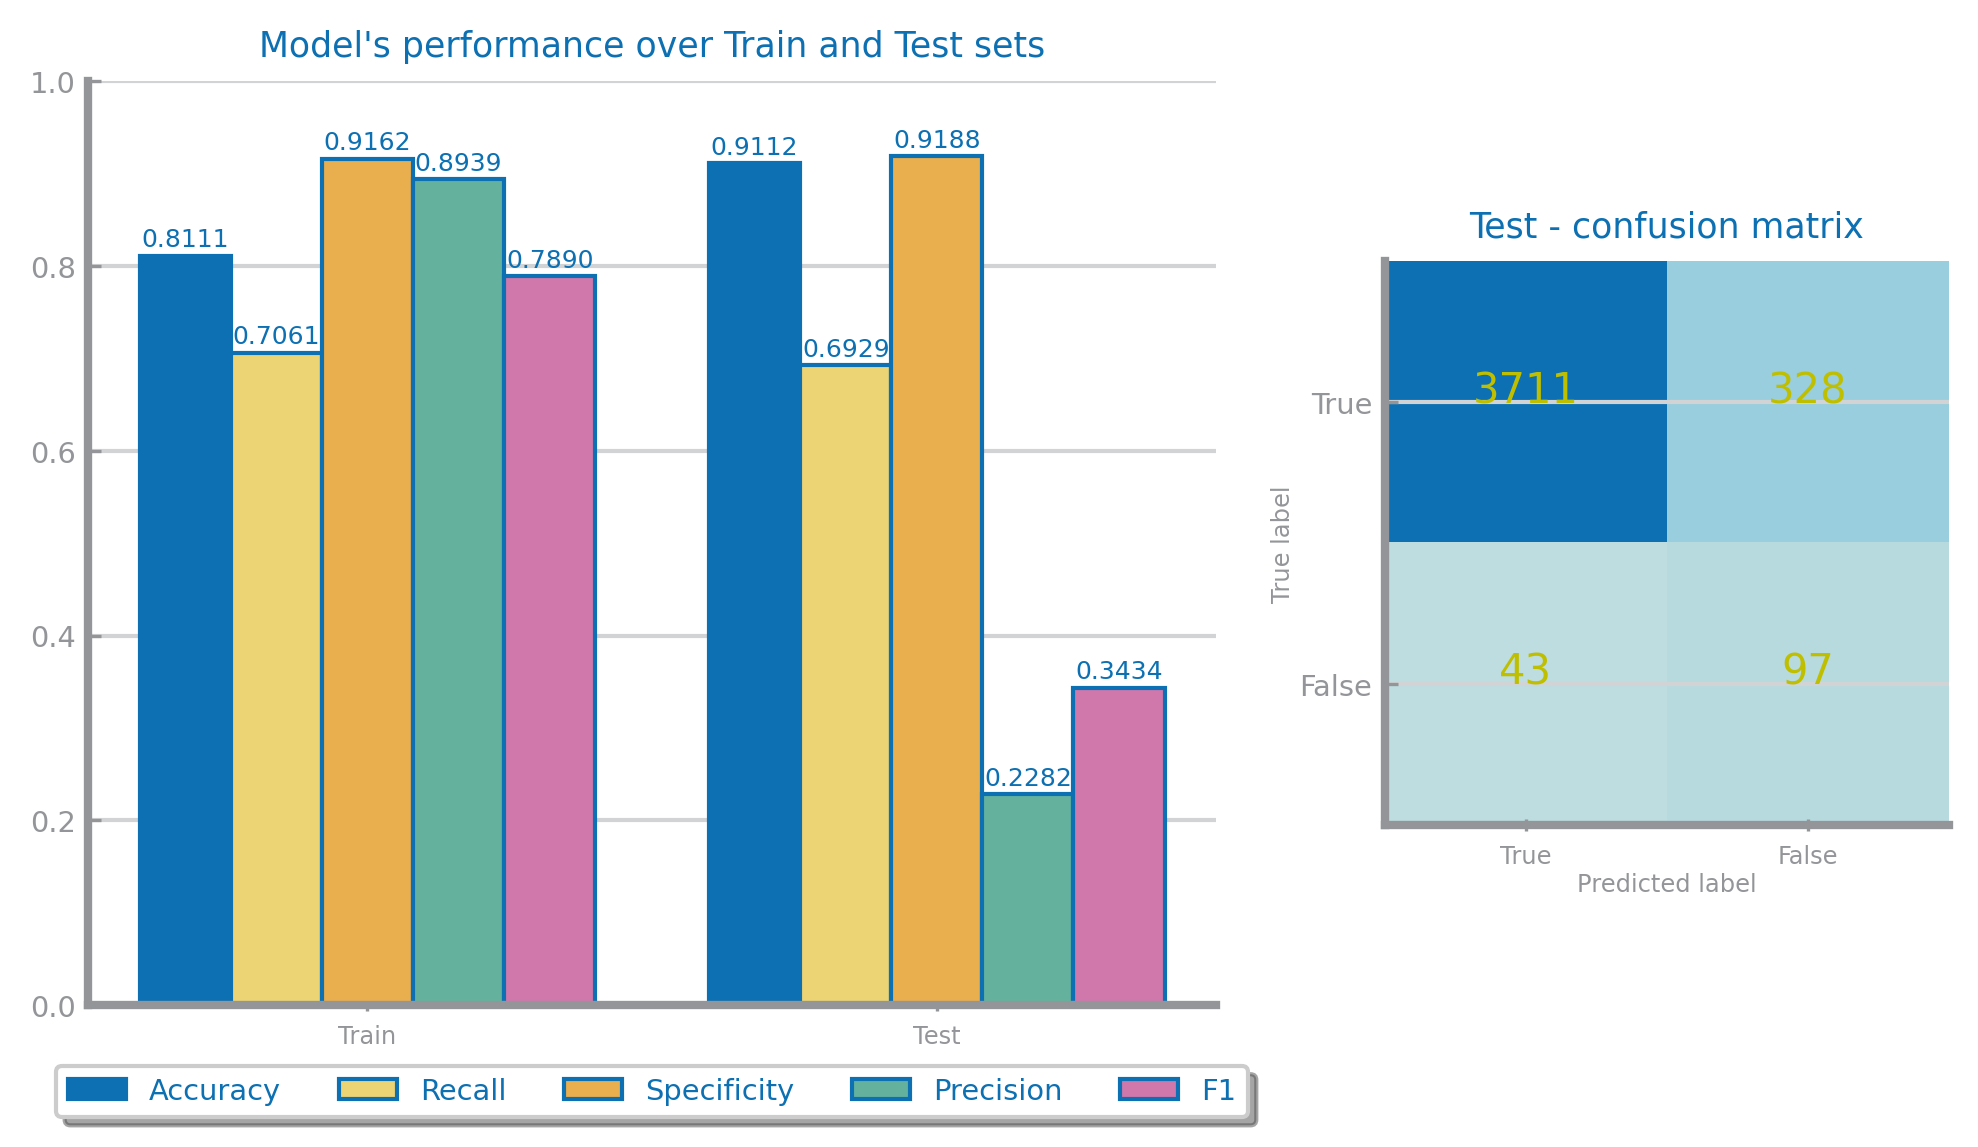 Model's performance over Train and Test sets
1.0
0.8
0.6
0.4
0.2
0.0
0.8111
0.7061
0.9162
0.8939
0.7890
0.9112
0.6929
0.9188
0.2282
0.3434
Train
Test
Accuracy
Recall
Specificity
Precision
F1
Test - confusion matrix
True label
True
3711
328
False
43
97
True
False
Predicted label